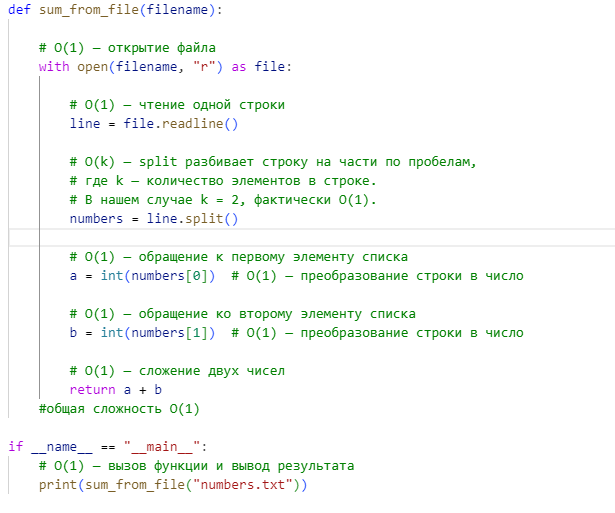 def sum_from_file(filename):
# O(1) — открытие файла
with open(filename, "r") as file:
# O(1) — чтение одной строки
line = file.readline()
# O(k) — split разбивает строку на части по пробелам,
# где k — количество элементов в строке.
# В нашем случае k = 2, фактически O(1).
numbers = line.split()
# O(1) — обращение к первому элементу списка
a = int(numbers[0])  # O(1) — преобразование строки в число
# O(1) — обращение ко второму элементу списка
b = int(numbers[1])  # O(1) — преобразование строки в число
# O(1) — сложение двух чисел
return a + b
#общая сложность O(1)
if __name__ == "__main__":
# O(1) — вызов функции и вывод результата
print(sum_from_file("numbers.txt"))